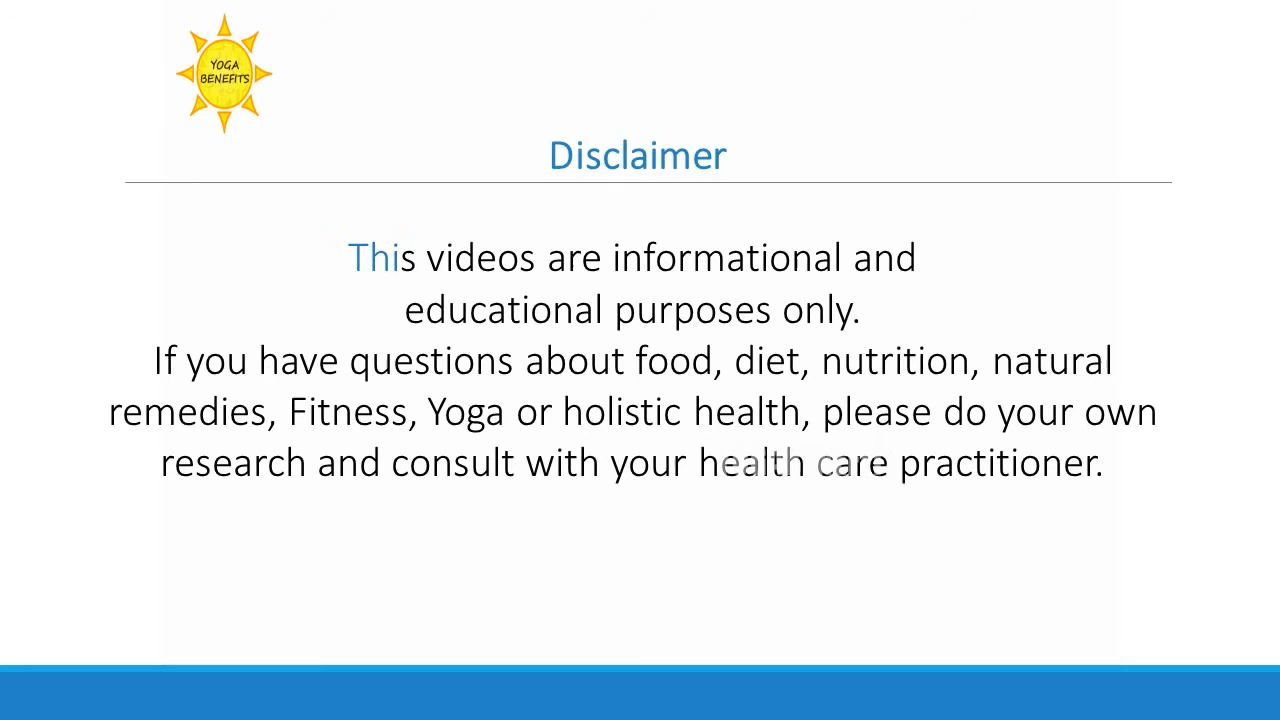 YOGA
BENEFITS
Disclaimer
This videos are informational and
educational purposes only.
If you have questions about food, diet, nutrition, natural
remedies, Fitness, Yoga or holistic health, please do your own
research and consult with your health care practitioner.